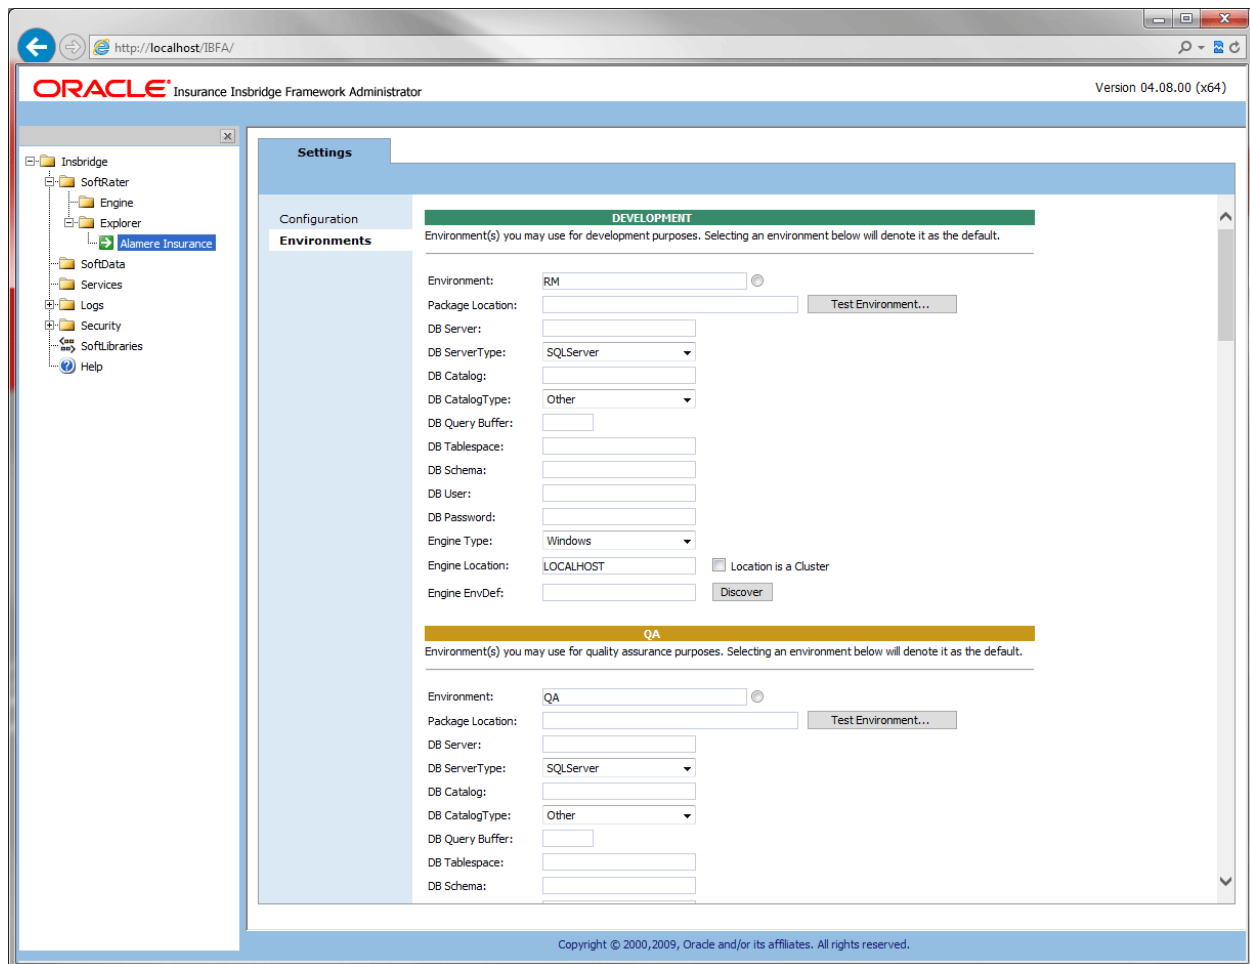 http://localhost/IBFA/
ORACLE Insurance Insbridge Framework Administrator
Version 04.08.00 (x64)
Insbridge
SoftRater
Engine
Explorer
Alamere Insurance
SoftData
Services
Logs
Security
SoftLibraries
Help
Settings
Configuration
Environments
DEVELOPMENT
Environment(s) you may use for development purposes. Selecting an environment below will denote it as the default.
Environment: RM
Package Location: Test Environment...
DB Server:
DB ServerType: SQLServer
DB Catalog:
DB CatalogType: Other
DB Query Buffer:
DB Tablespace:
DB Schema:
DB User:
DB Password:
Engine Type: Windows
Engine Location: LOCALHOST Location is a Cluster
Engine EnvDef: Discover
QA
Environment(s) you may use for quality assurance purposes. Selecting an environment below will denote it as the default.
Environment: QA
Package Location: Test Environment...
DB Server:
DB ServerType: SQLServer
DB Catalog:
DB CatalogType: Other
DB Query Buffer:
DB Tablespace:
DB Schema:
Copyright © 2000,2009, Oracle and/or its affiliates. All rights reserved.